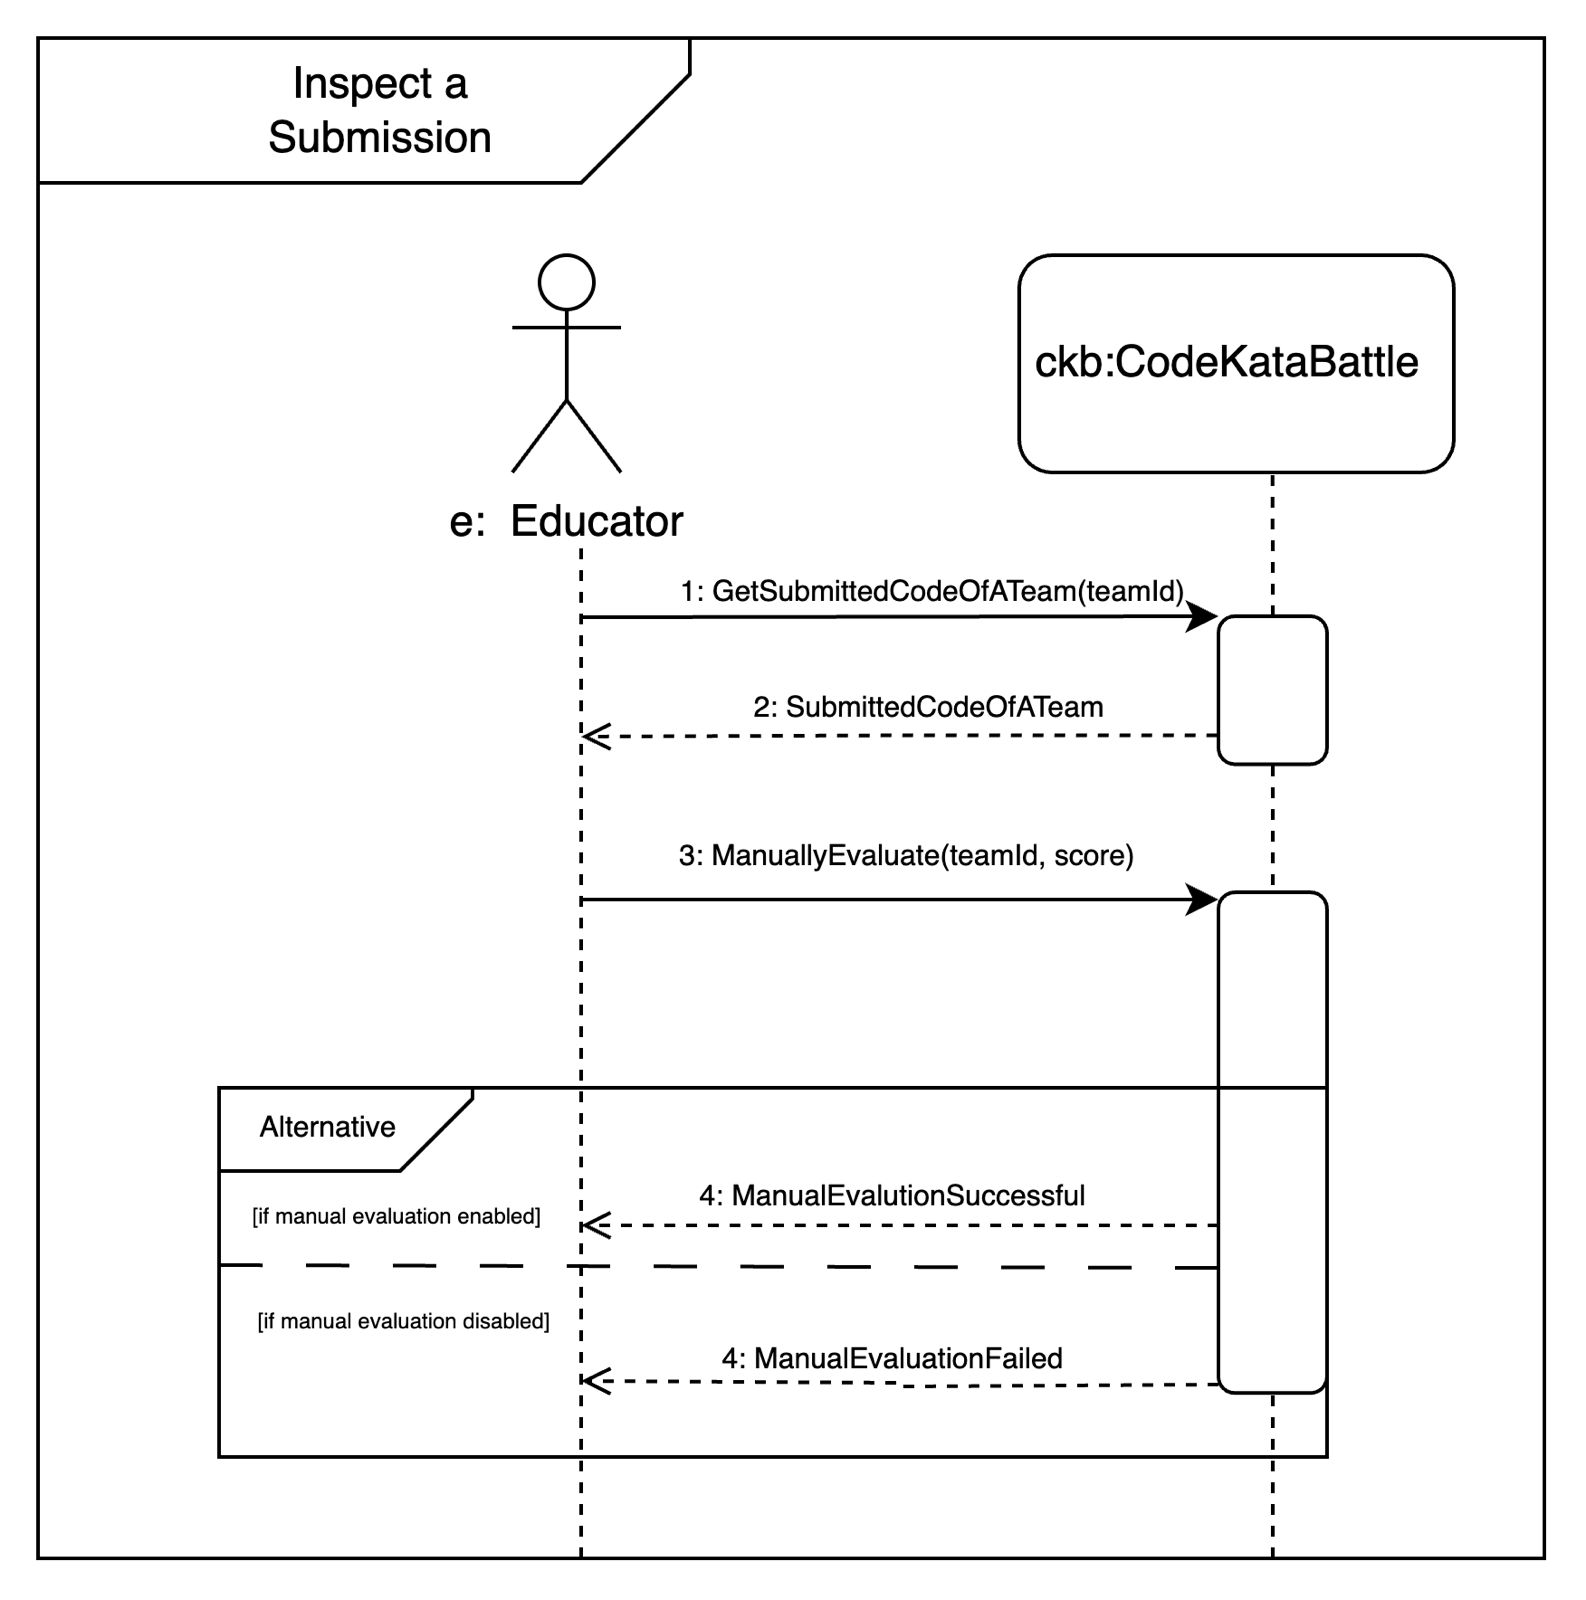 Inspect a
Submission
e: Educator
ckb:CodeKataBattle
1: GetSubmittedCodeOfATeam(teamId)
2: SubmittedCodeOfATeam
3: ManuallyEvaluate(teamId, score)
Alternative
4: ManualEvalutionSuccessful
[if manual evaluation enabled]
[if manual evaluation disabled]
4: ManualEvaluationFailed